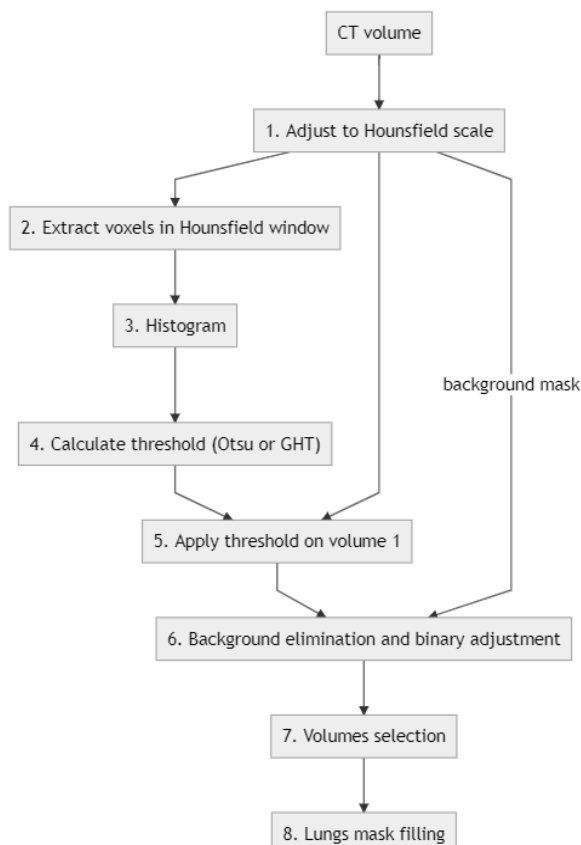 CT volume
1. Adjust to Hounsfield scale
2. Extract voxels in Hounsfield window
3. Histogram
background mask
4. Calculate threshold (Otsu or GHT)
5. Apply threshold on volume 1
6. Background elimination and binary adjustment
7. Volumes selection
8. Lungs mask filling